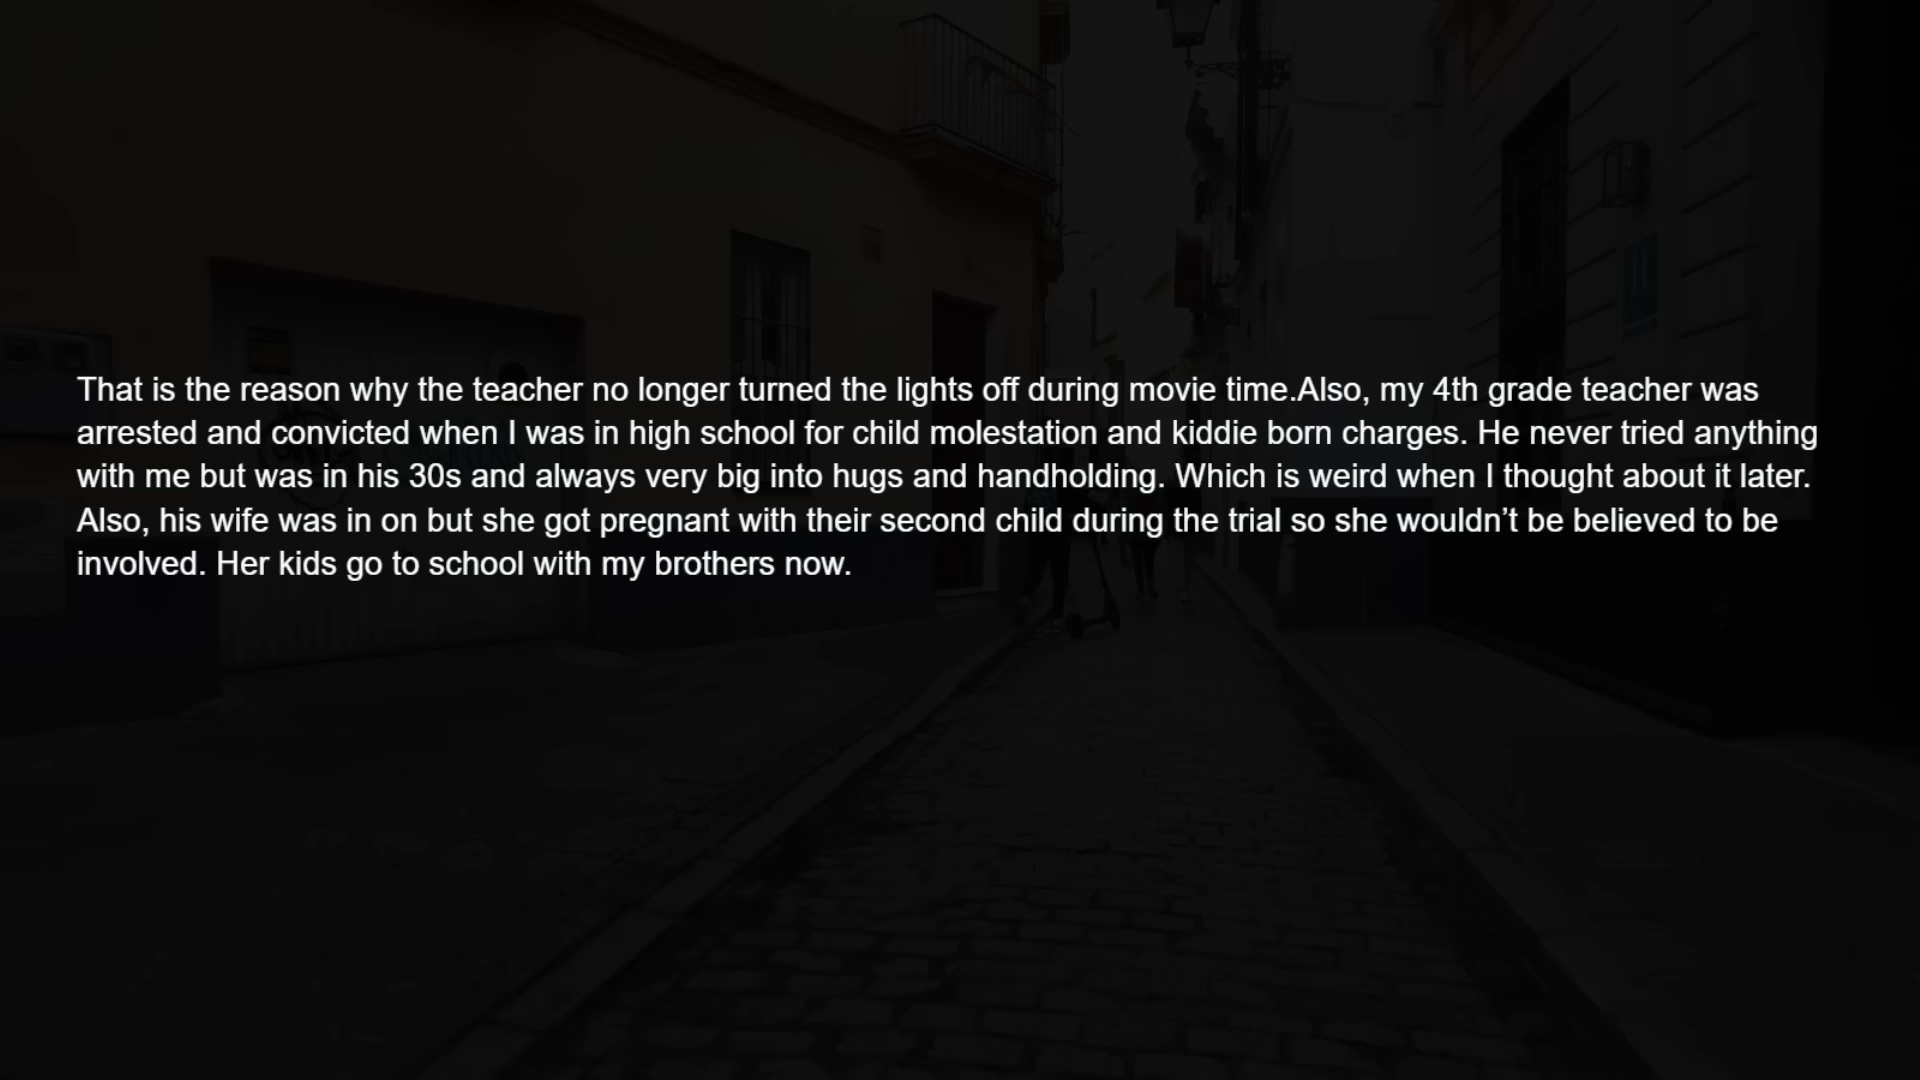 That is the reason why the teacher no longer turned the lights off during movie time.Also, my 4th grade teacher was
arrested and convicted when I was in high school for child molestation and kiddie born charges. He never tried anything
with me but was in his 30s and always very big into hugs and handholding. Which is weird when I thought about it later.
Also, his wife was in on but she got pregnant with their second child during the trial so she wouldn’t be believed to be
involved. Her kids go to school with my brothers now.